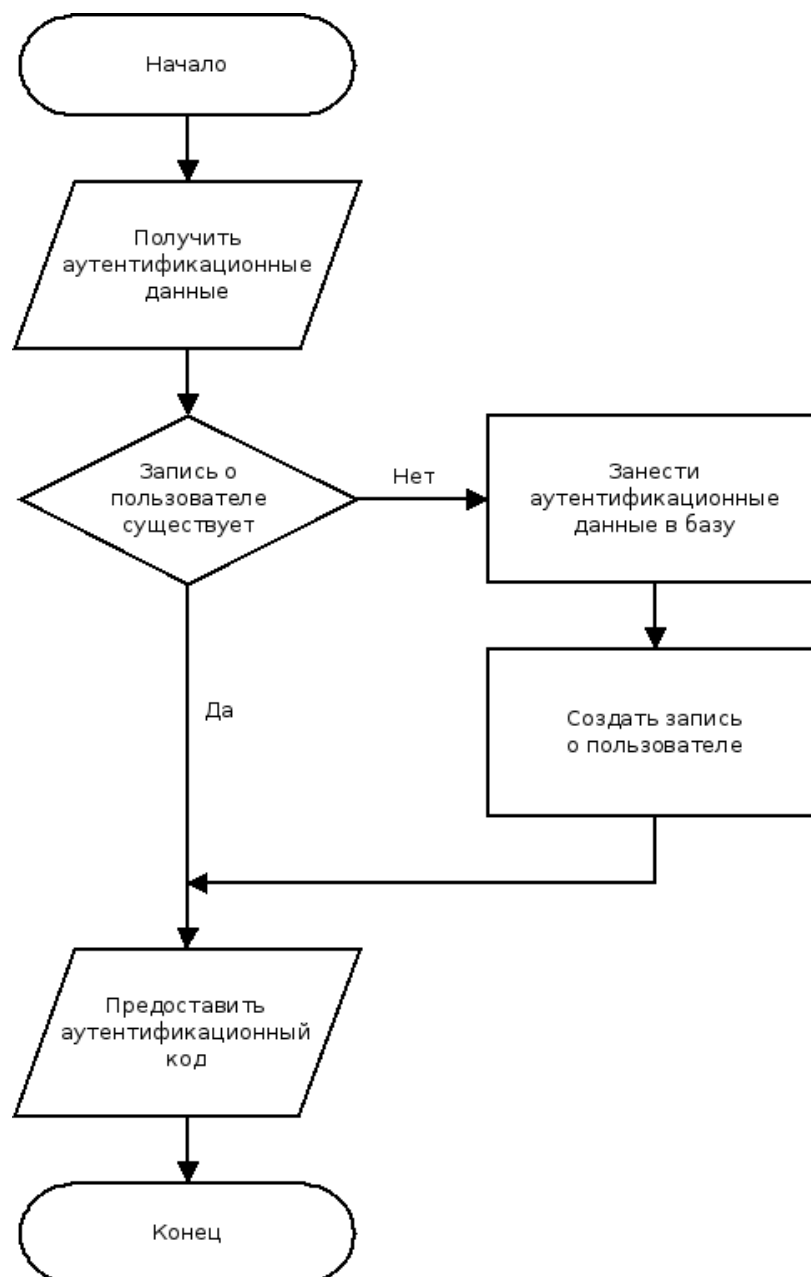 Начало
Получить
аутентификационные
данные
Запись о
пользователе
существует
Нет
Занести
аутентификационные
данные в базу
Да
Создать запись
о пользователе
Предоставить
аутентификационный
код
Конец